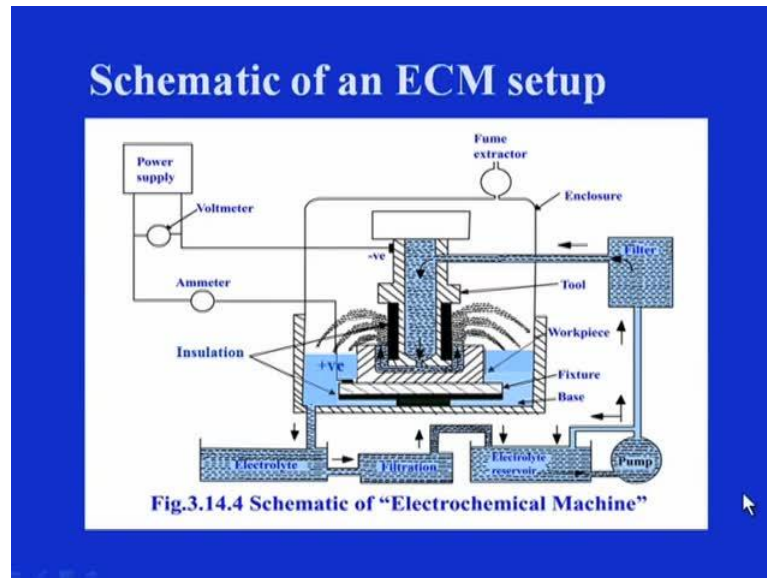 Schematic of an ECM setup
Fume
extractor
Power
supply
Enclosure
Voltmeter
Filter
-ve
Tool
Ammeter
Workpiece
Insulation
+ve
Fixture
Base
Electrolyte
Filtration
Electrolyte
reservoir
Pump
Fig.3.14.4 Schematic of “Electrochemical Machine”